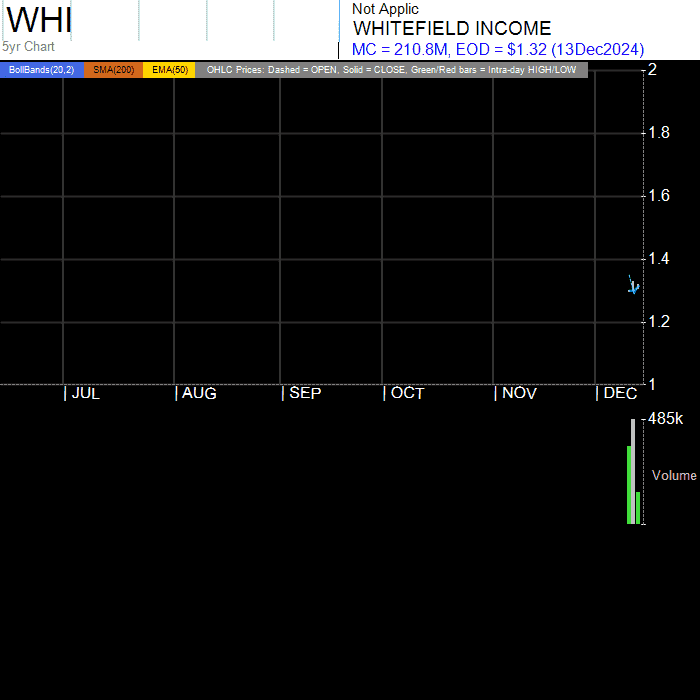 WHI
5yr Chart
Not Applic
WHITEFIELD INCOME
MC = 210.8M, EOD = $1.32 (13Dec2024)
BollBands(20,2) SMA(200) EMA(50) OHLC Prices: Dashed = OPEN, Solid = CLOSE, Green/Red bars = Intra-day HIGH/LOW
2
1.8
1.6
1.4
1.2
1
| JUL | AUG | SEP | OCT | NOV | DEC
485k
Volume